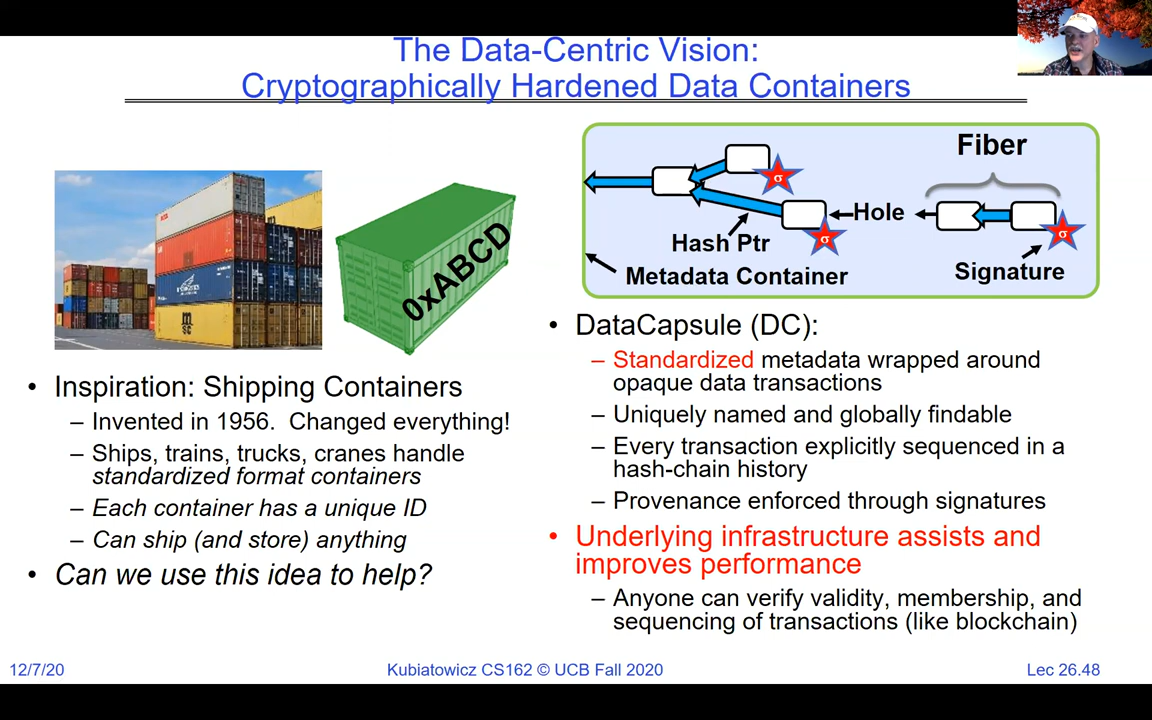 The Data-Centric Vision:
Cryptographically Hardened Data Containers
0xABCD
m
sc
Fiber
σ
Hole
Hash Ptr
σ
σ
Metadata Container
Signature
• Inspiration: Shipping Containers
– Invented in 1956. Changed everything!
– Ships, trains, trucks, cranes handle
standardized format containers
– Each container has a unique ID
– Can ship (and store) anything
• Can we use this idea to help?
• DataCapsule (DC):
– Standardized metadata wrapped around
opaque data transactions
– Uniquely named and globally findable
– Every transaction explicitly sequenced in a
hash-chain history
– Provenance enforced through signatures
• Underlying infrastructure assists and
improves performance
– Anyone can verify validity, membership, and
sequencing of transactions (like blockchain)
12/7/20
Kubiatowicz CS162 © UCB Fall 2020
Lec 26.48